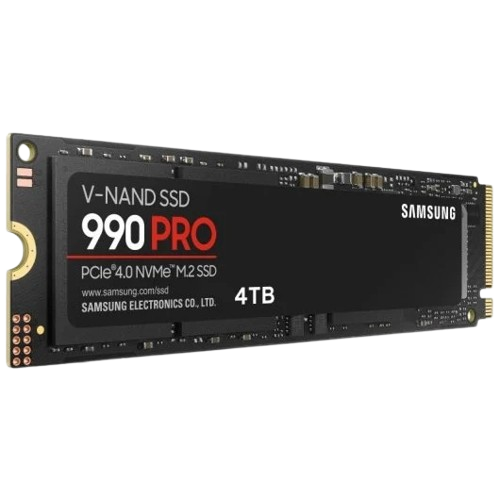 V-NAND SSD
990 PRO
PCIe® 4.0 NVMe™ M.2 SSD
www.samsung.com/ssd
SAMSUNG ELECTRONICS CO., LTD.
4TB
SAMSUNG